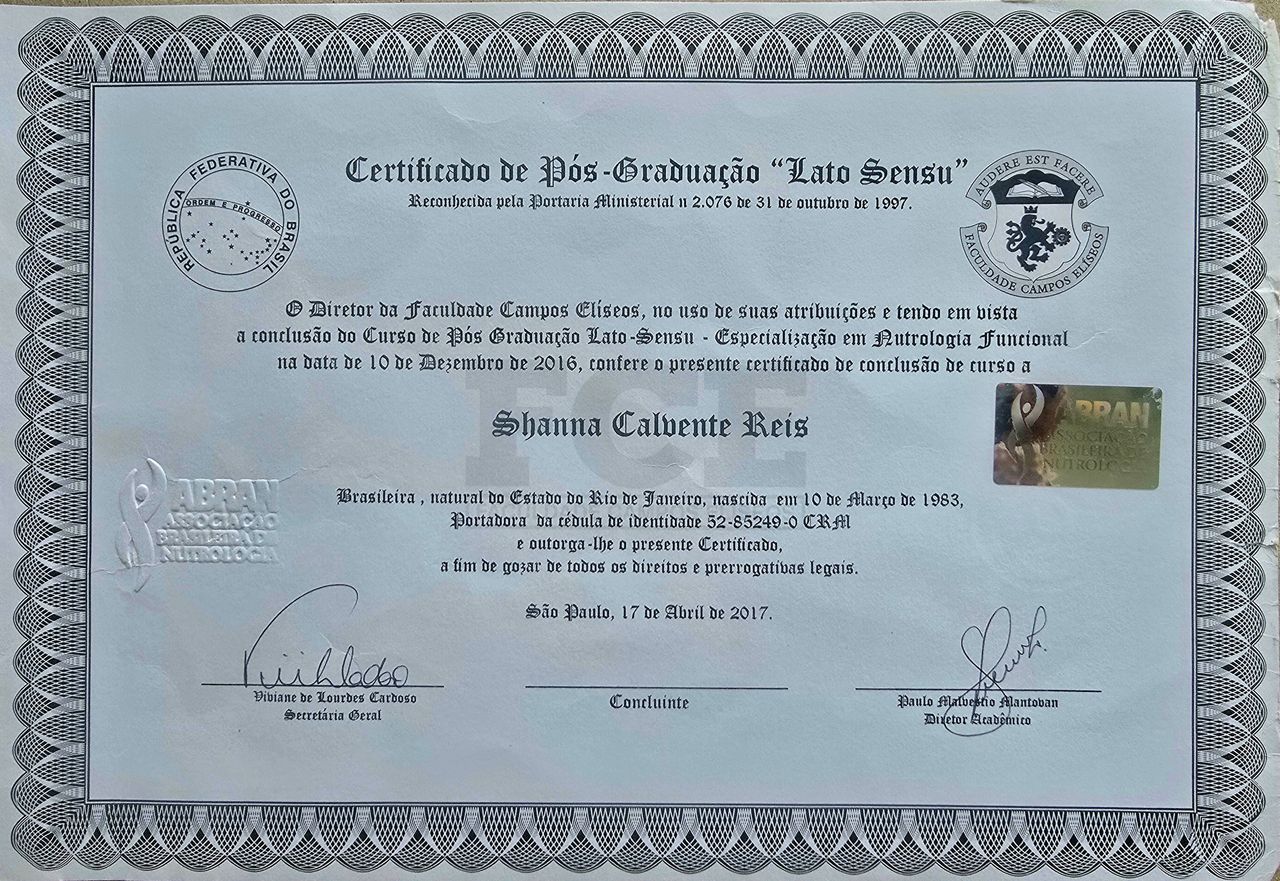 Certificado de Pós-Graduação "Lato Sensu"
Reconhecida pela Portaria Ministerial n 2.076 de 31 de outubro de 1997.
REPÚBLICA FEDERATIVA DO BRASIL
ORDEM E PROGRESSO
AUDERE EST FACERE
FACULDADE CAMPOS ELÍSEOS
O Diretor da Faculdade Campos Elíseos, no uso de suas atribuições e tendo em vista
a conclusão do Curso de Pós Graduação Lato-Sensu - Especialização em Nutrologia Funcional
na data de 10 de Dezembro de 2016, confere o presente certificado de conclusão de curso a
FCE
Shanna Calvente Reis
ABRAN
ASSOCIAÇÃO
BRASILEIRA DE
NUTROLOG
ABRAN
ASSOCIAÇÃO
BRASILEIRA DE
NUTROLOGIA
Brasileira , natural do Estado do Rio de Janeiro, nascida em 10 de Março de 1983,
Portadora da cédula de identidade 52-85249-0 CRM
e outorga-lhe o presente Certificado,
a fim de gozar de todos os direitos e prerrogativas legais.
São Paulo, 17 de Abril de 2017.
Viviane de Lourdes Cardoso
Secretária Geral
Concluinte
Paulo Malvestio Mantovan
Diretor Acadêmico